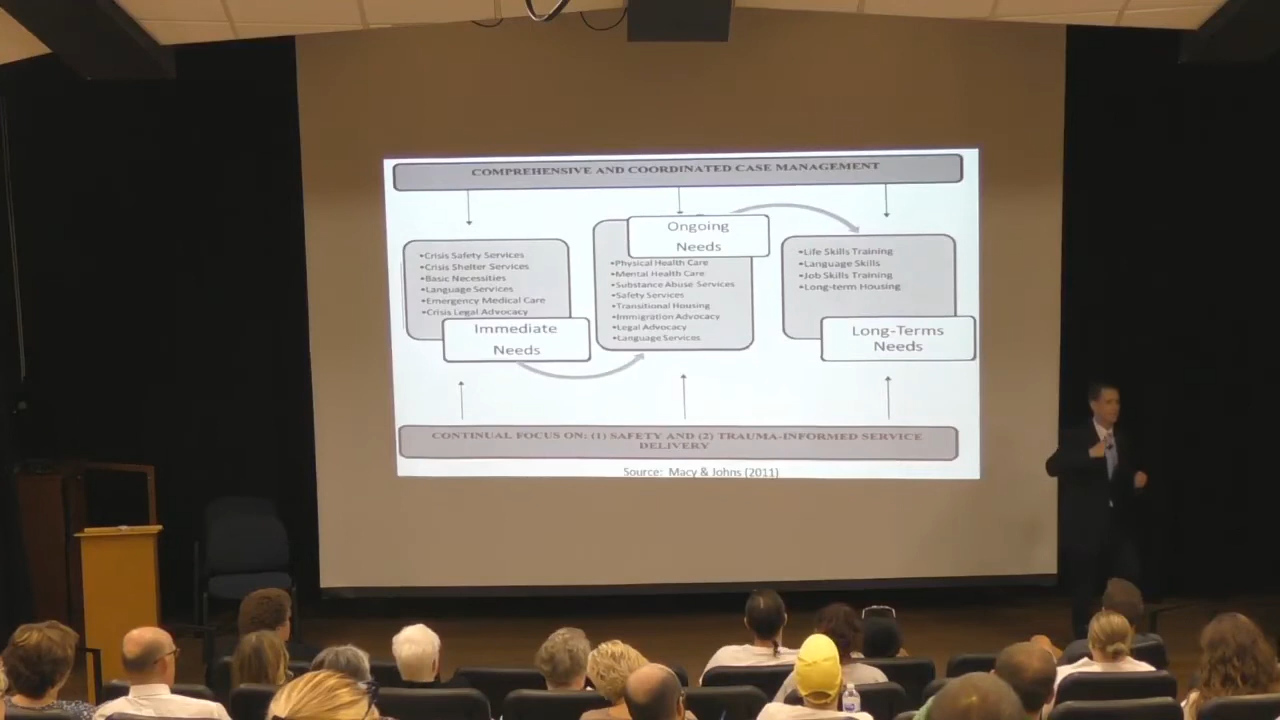 COMPREHENSIVE AND COORDINATED CASE MANAGEMENT
•Crisis Safety Services
•Crisis Shelter Services
•Basic Necessities
•Language Services
•Emergency Medical Care
•Crisis Legal Advocacy
Immediate
Needs
Ongoing
Needs
•Physical Health Care
•Mental Health Care
•Substance Abuse Services
•Safety Services
•Transitional Housing
•Immigration Advocacy
•Legal Advocacy
•Language Services
•Life Skills Training
•Language Skills
•Job Skills Training
•Long-term Housing
Long-Terms
Needs
CONTINUAL FOCUS ON: (1) SAFETY AND (2) TRAUMA-INFORMED SERVICE
DELIVERY
Source: Macy & Johns (2011)